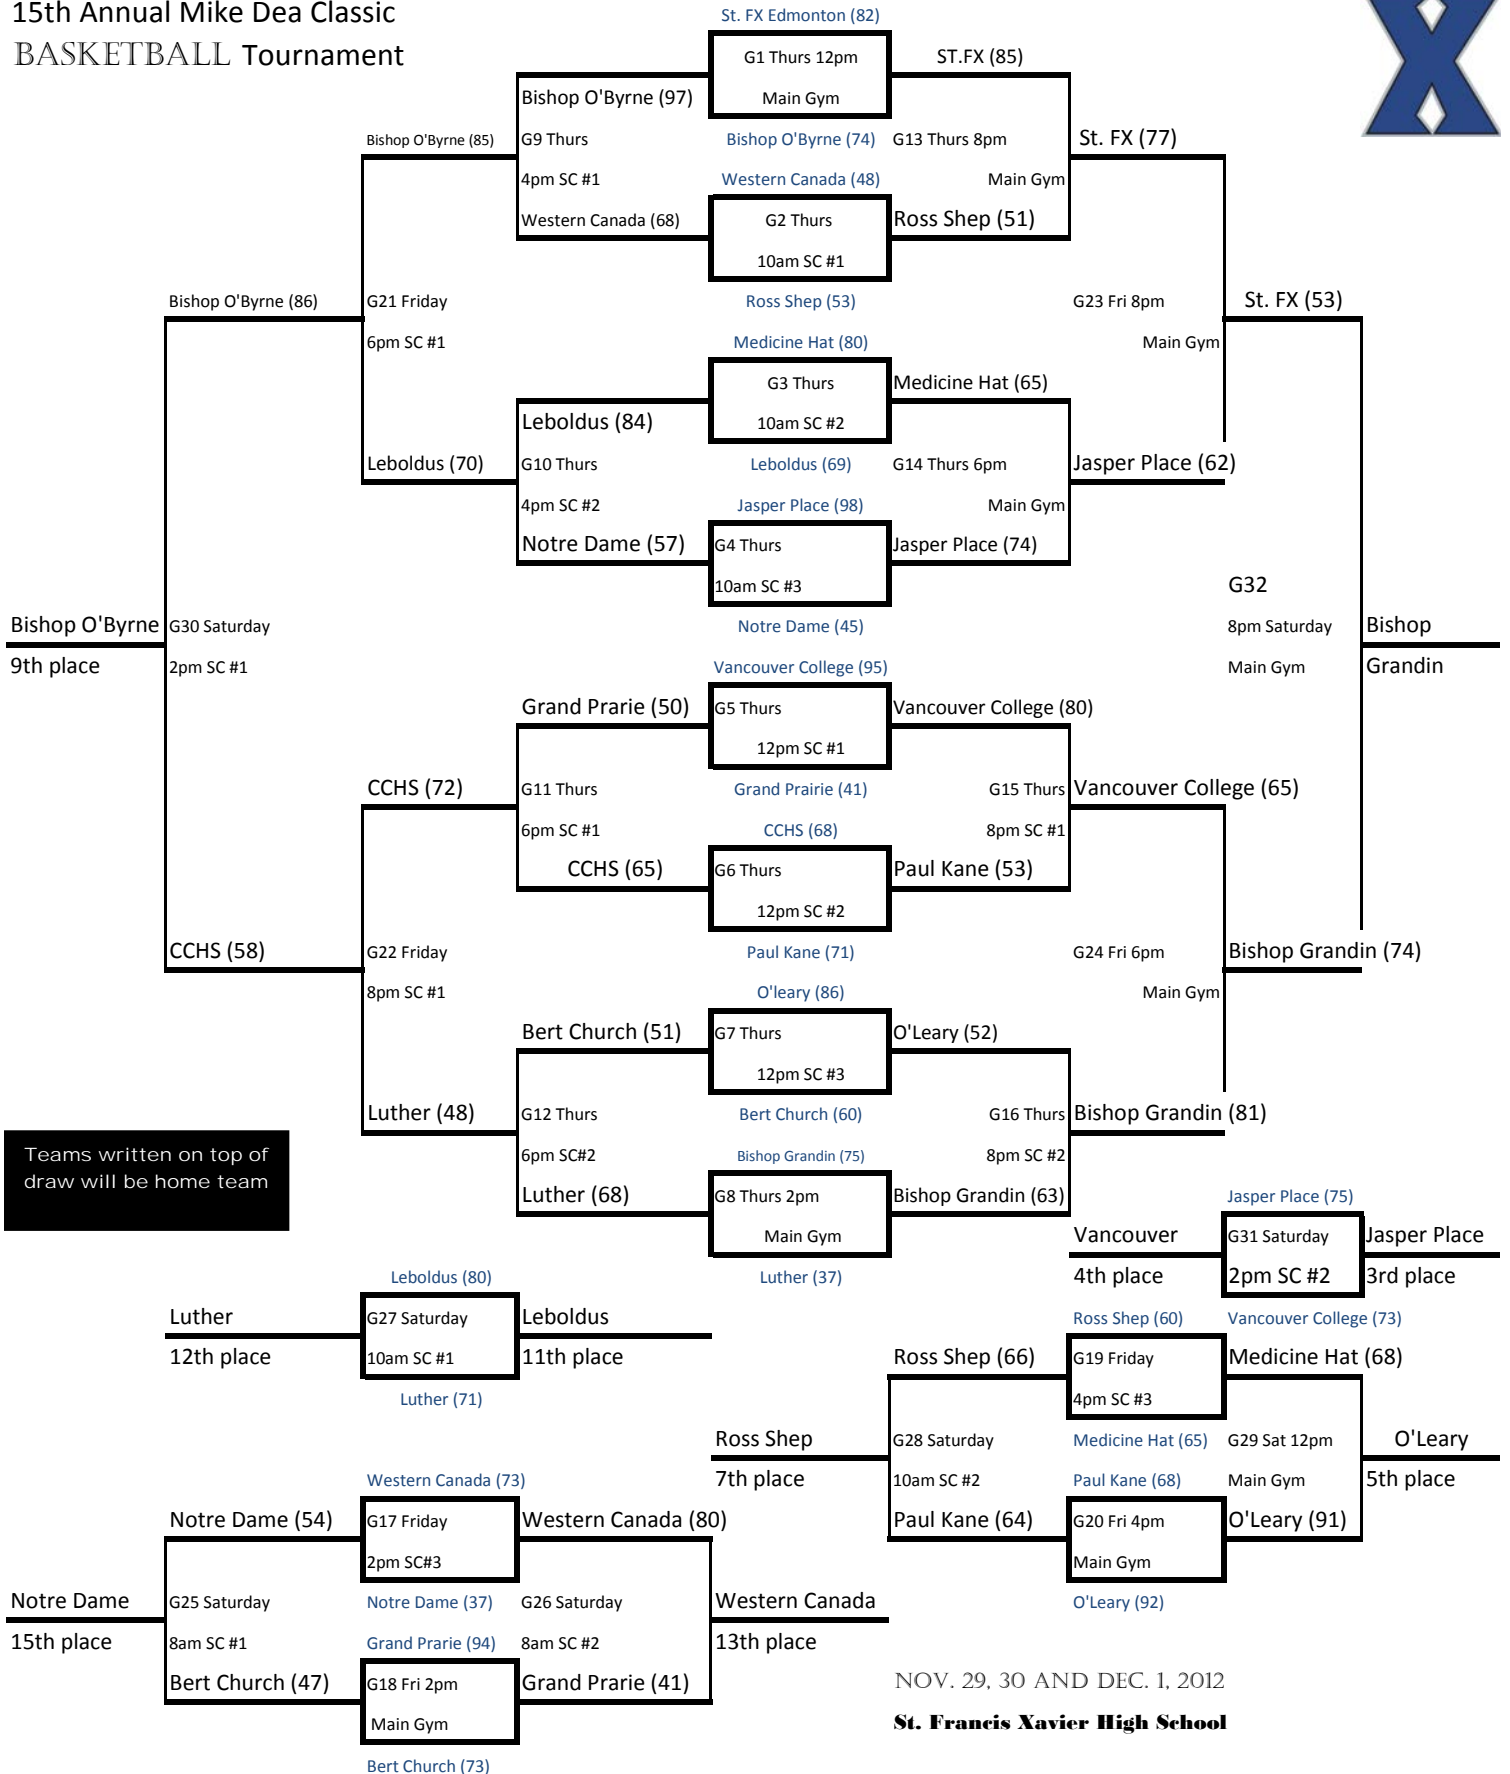 15th Annual Mike Dea Classic
BASKETBALL Tournament
St. FX Edmonton (82)
G1 Thurs 12pm
ST.FX (85)
Bishop O'Byrne (97)
Main Gym
Bishop O'Byrne (85)
G9 Thurs
Bishop O'Byrne (74)
G13 Thurs 8pm
St. FX (77)
4pm SC #1
Western Canada (48)
Main Gym
Western Canada (68)
G2 Thurs
Ross Shep (51)
10am SC #1
Bishop O'Byrne (86)
G21 Friday
Ross Shep (53)
G23 Fri 8pm
St. FX (53)
6pm SC #1
Medicine Hat (80)
Main Gym
G3 Thurs
Medicine Hat (65)
Leboldus (84)
10am SC #2
Leboldus (70)
G10 Thurs
Leboldus (69)
G14 Thurs 6pm
Jasper Place (62)
4pm SC #2
Jasper Place (98)
Main Gym
Notre Dame (57)
G4 Thurs
Jasper Place (74)
10am SC #3
G32
Bishop O'Byrne
G30 Saturday
Notre Dame (45)
8pm Saturday
Bishop
9th place
2pm SC #1
Vancouver College (95)
Main Gym
Grandin
Grand Prarie (50)
G5 Thurs
Vancouver College (80)
12pm SC #1
CCHS (72)
G11 Thurs
Grand Prairie (41)
G15 Thurs
Vancouver College (65)
6pm SC #1
CCHS (68)
8pm SC #1
CCHS (65)
G6 Thurs
Paul Kane (53)
12pm SC #2
CCHS (58)
G22 Friday
Paul Kane (71)
G24 Fri 6pm
Bishop Grandin (74)
8pm SC #1
O'leary (86)
Main Gym
Bert Church (51)
G7 Thurs
O'Leary (52)
12pm SC #3
Luther (48)
G12 Thurs
Bert Church (60)
G16 Thurs
Bishop Grandin (81)
Teams written on top of
draw will be home team
6pm SC#2
Bishop Grandin (75)
8pm SC #2
Luther (68)
G8 Thurs 2pm
Bishop Grandin (63)
Jasper Place (75)
Main Gym
Vancouver
G31 Saturday
Jasper Place
Leboldus (80)
Luther (37)
4th place
2pm SC #2
3rd place
Luther
G27 Saturday
Leboldus
Ross Shep (60)
Vancouver College (73)
12th place
10am SC #1
11th place
Ross Shep (66)
G19 Friday
Medicine Hat (68)
Luther (71)
4pm SC #3
Ross Shep
G28 Saturday
Medicine Hat (65)
G29 Sat 12pm
O'Leary
Western Canada (73)
7th place
10am SC #2
Paul Kane (68)
Main Gym
5th place
Notre Dame (54)
G17 Friday
Western Canada (80)
Paul Kane (64)
G20 Fri 4pm
O'Leary (91)
2pm SC#3
Main Gym
Notre Dame
G25 Saturday
Notre Dame (37)
G26 Saturday
Western Canada
O'Leary (92)
15th place
8am SC #1
Grand Prarie (94)
8am SC #2
13th place
Bert Church (47)
G18 Fri 2pm
Grand Prarie (41)
NOV. 29, 30 AND DEC. 1, 2012
Main Gym
St. Francis Xavier High School
Bert Church (73)